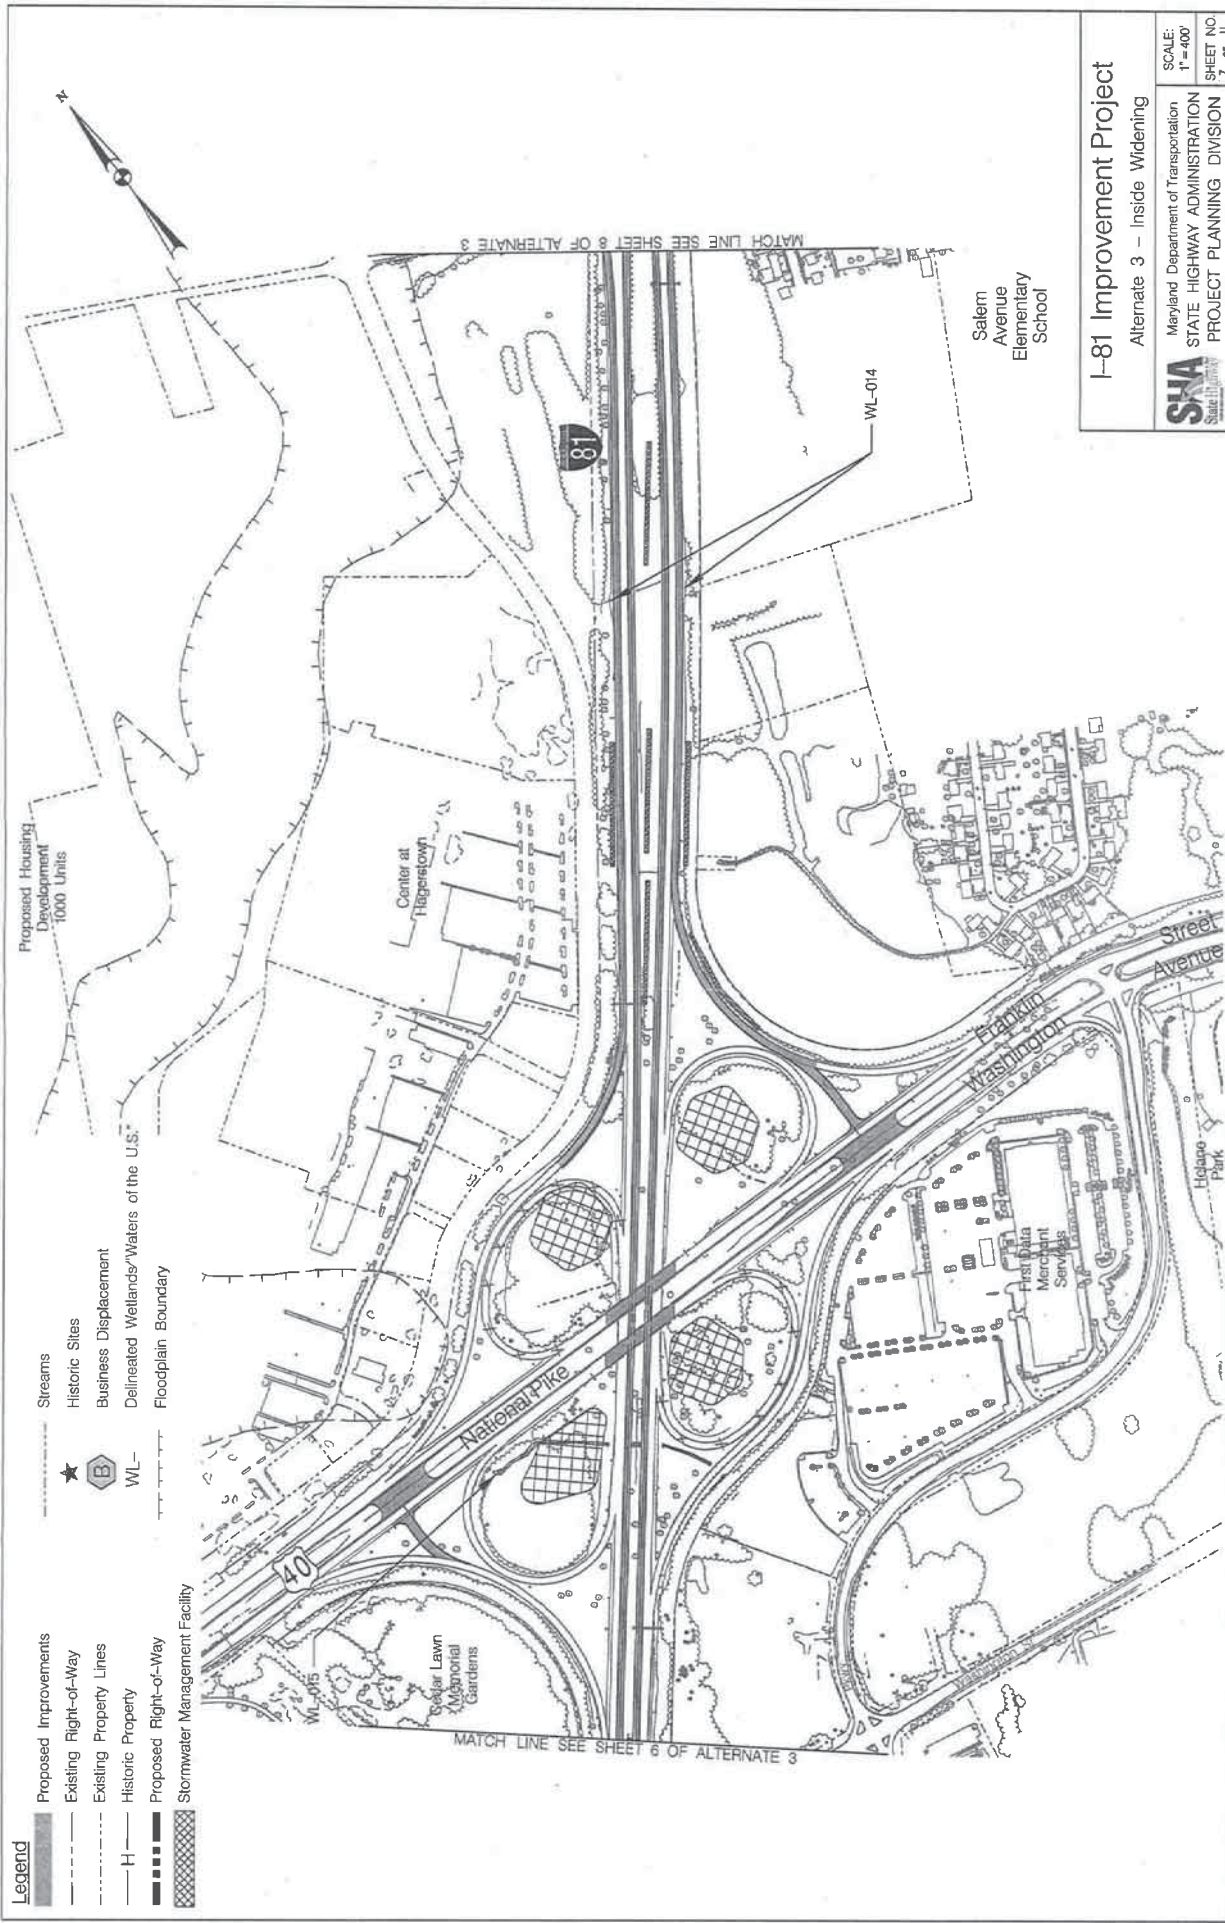 Legend
Proposed Improvements
Existing Right-of-Way
Existing Property Lines
H
Historic Property
Proposed Right-of-Way
Stormwater Management Facility
Streams
Historic Sites
B
Business Displacement
WL-
Delineated Wetlands/"Waters of the U.S."
Floodplain Boundary
Proposed Housing
Development
1000 Units
N
Center at
Hagerstown
MATCH LINE SEE SHEET 8 OF ALTERNATE 3
81
WL-014
40
National Pike
WL-015
Cedar Lawn
Memorial
Gardens
MATCH LINE SEE SHEET 6 OF ALTERNATE 3
Franklin
Street
Washington
Avenue
First Data
Merchant
Services
Park
Salem
Avenue
Elementary
School
I-81 Improvement Project
Alternate 3 - Inside Widening
SHA
Maryland Department of Transportation
STATE HIGHWAY ADMINISTRATION
PROJECT PLANNING DIVISION
SCALE:
1" = 400'
SHEET NO.